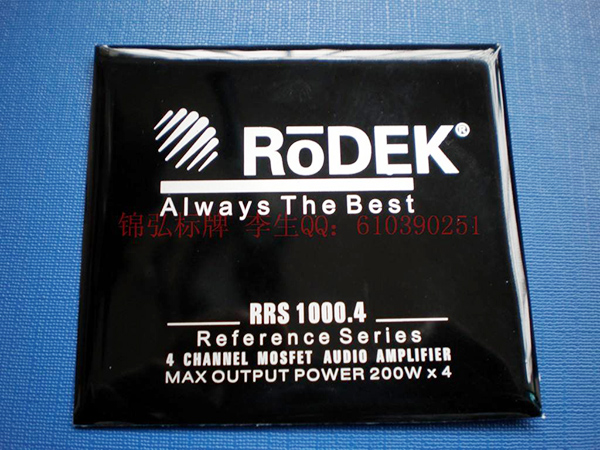 RōDEK®
Always The Best
锦弘标牌 李生QQ：610390251
RRS 1000.4
Reference Series
4 CHANNEL MOSFET AUDIO AMPLIFIER
MAX OUTPUT POWER 200W x 4